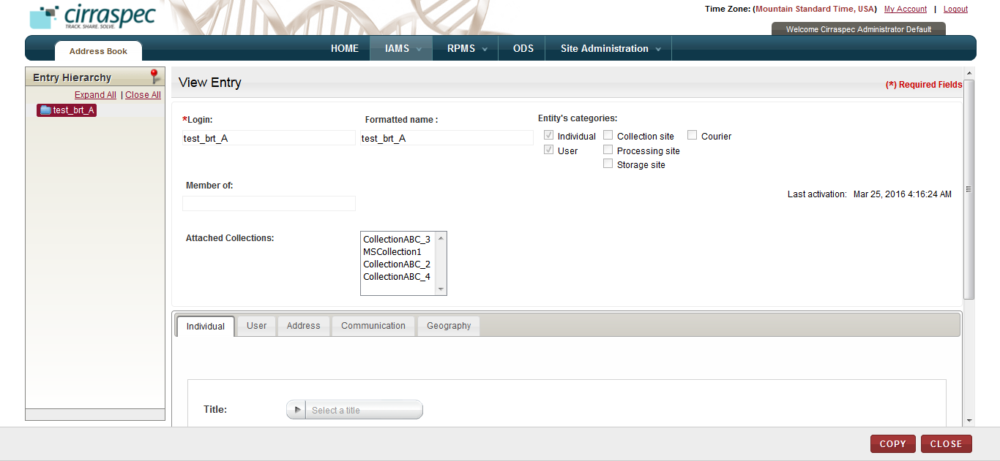 cirraspec
TRACK. SHARE. SOLVE.
Time Zone: (Mountain Standard Time, USA) My Account | Logout
Welcome Cirraspec Administrator Default
Address Book
HOME IAMS RPMS ODS Site Administration
Entry Hierarchy
Expand All | Close All
test_brt_A
View Entry
(*) Required Fields
*Login: Formatted name : Entity's categories:
test_brt_A test_brt_A
Individual Collection site Courier
User Processing site
Storage site
Member of:
Last activation: Mar 25, 2016 4:16:24 AM
Attached Collections:
CollectionABC_3
MSCollection1
CollectionABC_2
CollectionABC_4
Individual User Address Communication Geography
Title: Select a title
COPY CLOSE